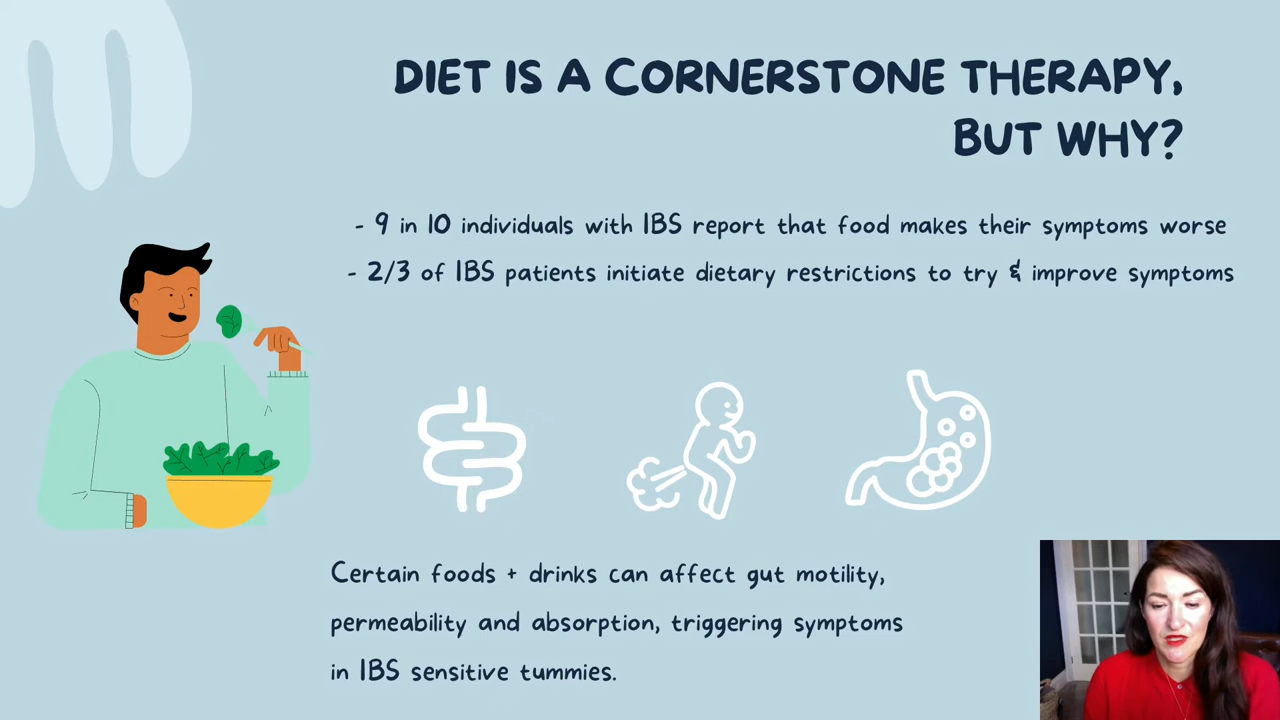 DIET IS A CORNERSTONE THERAPY,
BUT WHY?
- 9 in 10 individuals with IBS report that food makes their symptoms worse
- 2/3 of IBS patients initiate dietary restrictions to try & improve symptoms
Certain foods + drinks can affect gut motility,
permeability and absorption, triggering symptoms
in IBS sensitive tummies.